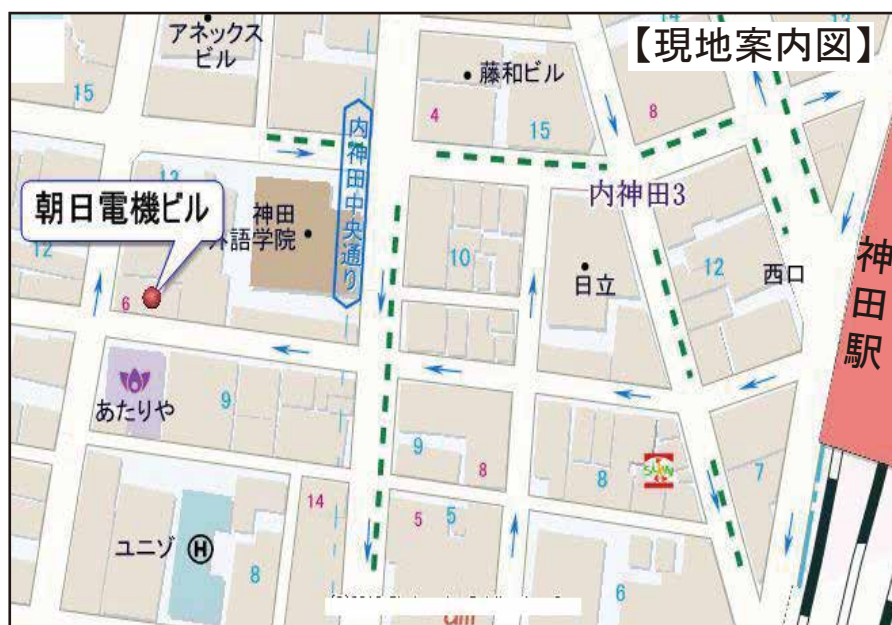 【現地案内図】
アネックス
ビル
藤和ビル
15
4
15
14
8
13
内神田中央通り
13
朝日電機ビル
神田
外語学院
内神田3
12
6
10
日立
12
西口
神田駅
あたりや
9
9
8
8
7
ユニゾ
H
8
14
5
5
6